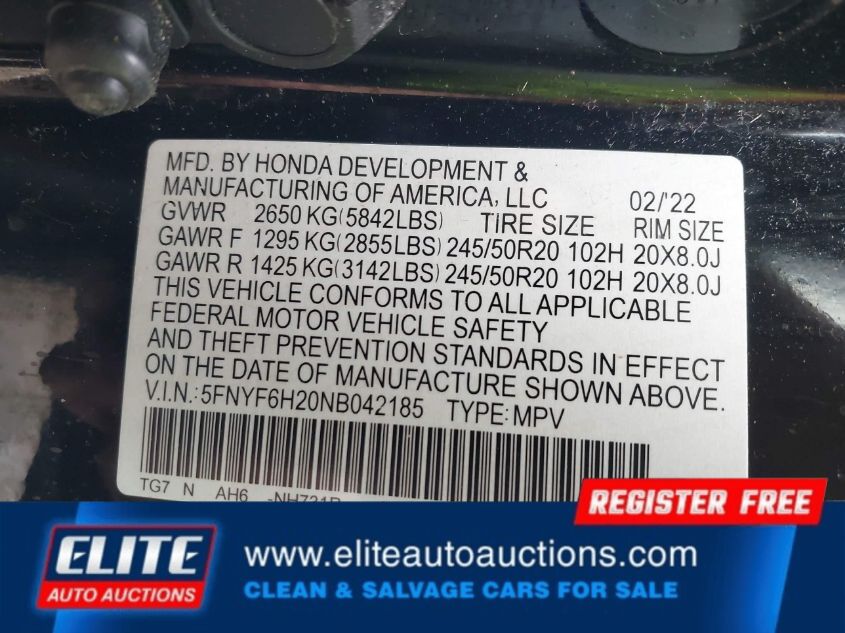 MFD. BY HONDA DEVELOPMENT &
MANUFACTURING OF AMERICA, LLC 02/'22
GVWR 2650 KG(5842LBS) TIRE SIZE RIM SIZE
GAWR F 1295 KG(2855LBS) 245/50R20 102H 20X8.0J
GAWR R 1425 KG(3142LBS) 245/50R20 102H 20X8.0J
THIS VEHICLE CONFORMS TO ALL APPLICABLE
FEDERAL MOTOR VEHICLE SAFETY
AND THEFT PREVENTION STANDARDS IN EFFECT
ON THE DATE OF MANUFACTURE SHOWN ABOVE.
V.I.N.:5FNYF6H20NB042185 TYPE:MPV
TG7 N AH6
REGISTER FREE
ELITE
AUTO AUCTIONS
www.eliteautoauctions.com
CLEAN & SALVAGE CARS FOR SALE